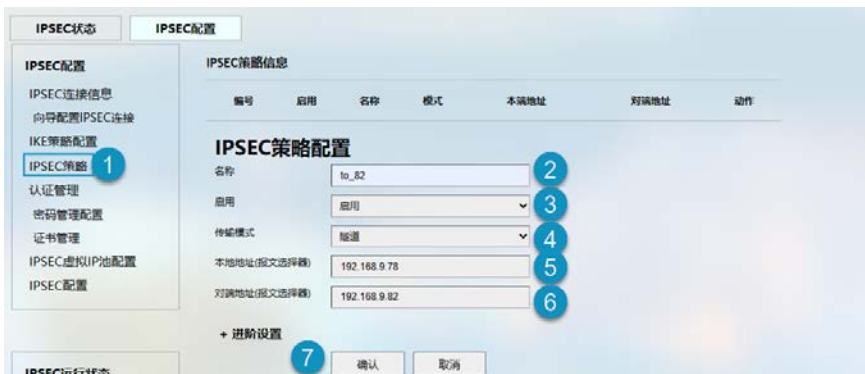 IPSEC状态
IPSEC配置
IPSEC配置
IPSEC连接信息
向导配置IPSEC连接
IKE策略配置
IPSEC策略 1
认证管理
密码管理配置
证书管理
IPSEC虚拟IP池配置
IPSEC配置
IPSEC运行状态
IPSEC策略信息
编号 启用 名称 模式 本端地址 对端地址 动作
IPSEC策略配置
名称 to_82 2
启用 启用 3
传输模式 隧道 4
本地地址(报文选择器) 192.168.9.78 5
对端地址(报文选择器) 192.168.9.82 6
+ 进阶设置
7 确认 取消